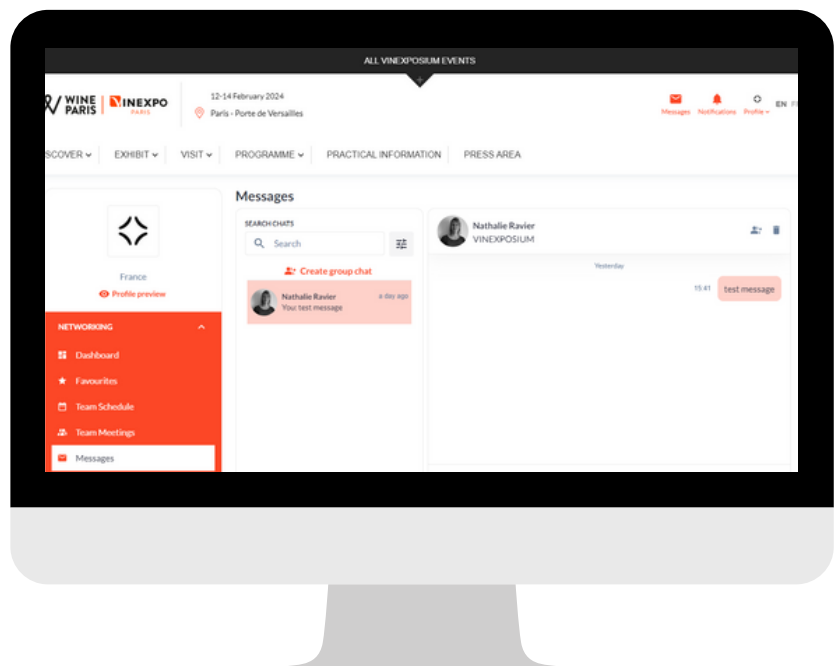 ALL VINEXPOSIUM EVENTS
+
WINE PARIS VINEXPO PARIS
12-14 February 2024
Paris - Porte de Versailles
Messages Notifications Profile EN
SCOVER EXHIBIT VISIT PROGRAMME PRACTICAL INFORMATION PRESS AREA
France
Profile preview
NETWORKING
Dashboard
Favourites
Team Schedule
Team Meetings
Messages
Messages
SEARCH CHATS
Search
Create group chat
Nathalie Ravier a day ago
You: test message
Nathalie Ravier
VINEXPOSIUM
Yesterday
15:41 test message